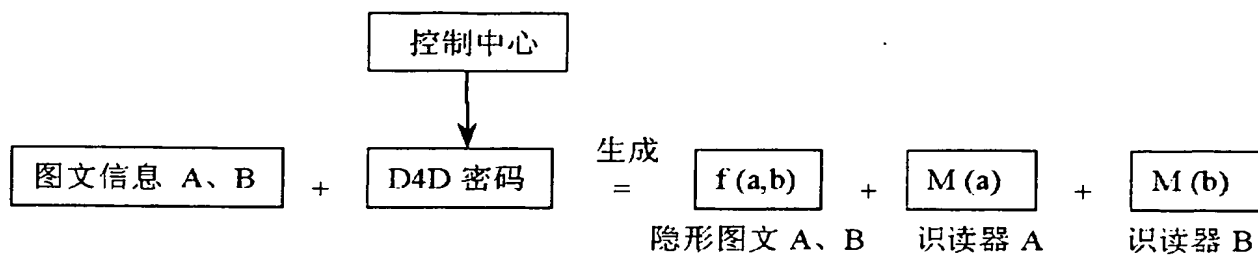 控制中心
图文信息 A、B + D4D 密码 生成 = f (a,b) + M (a) + M (b)
隐形图文 A、B 识读器 A 识读器 B